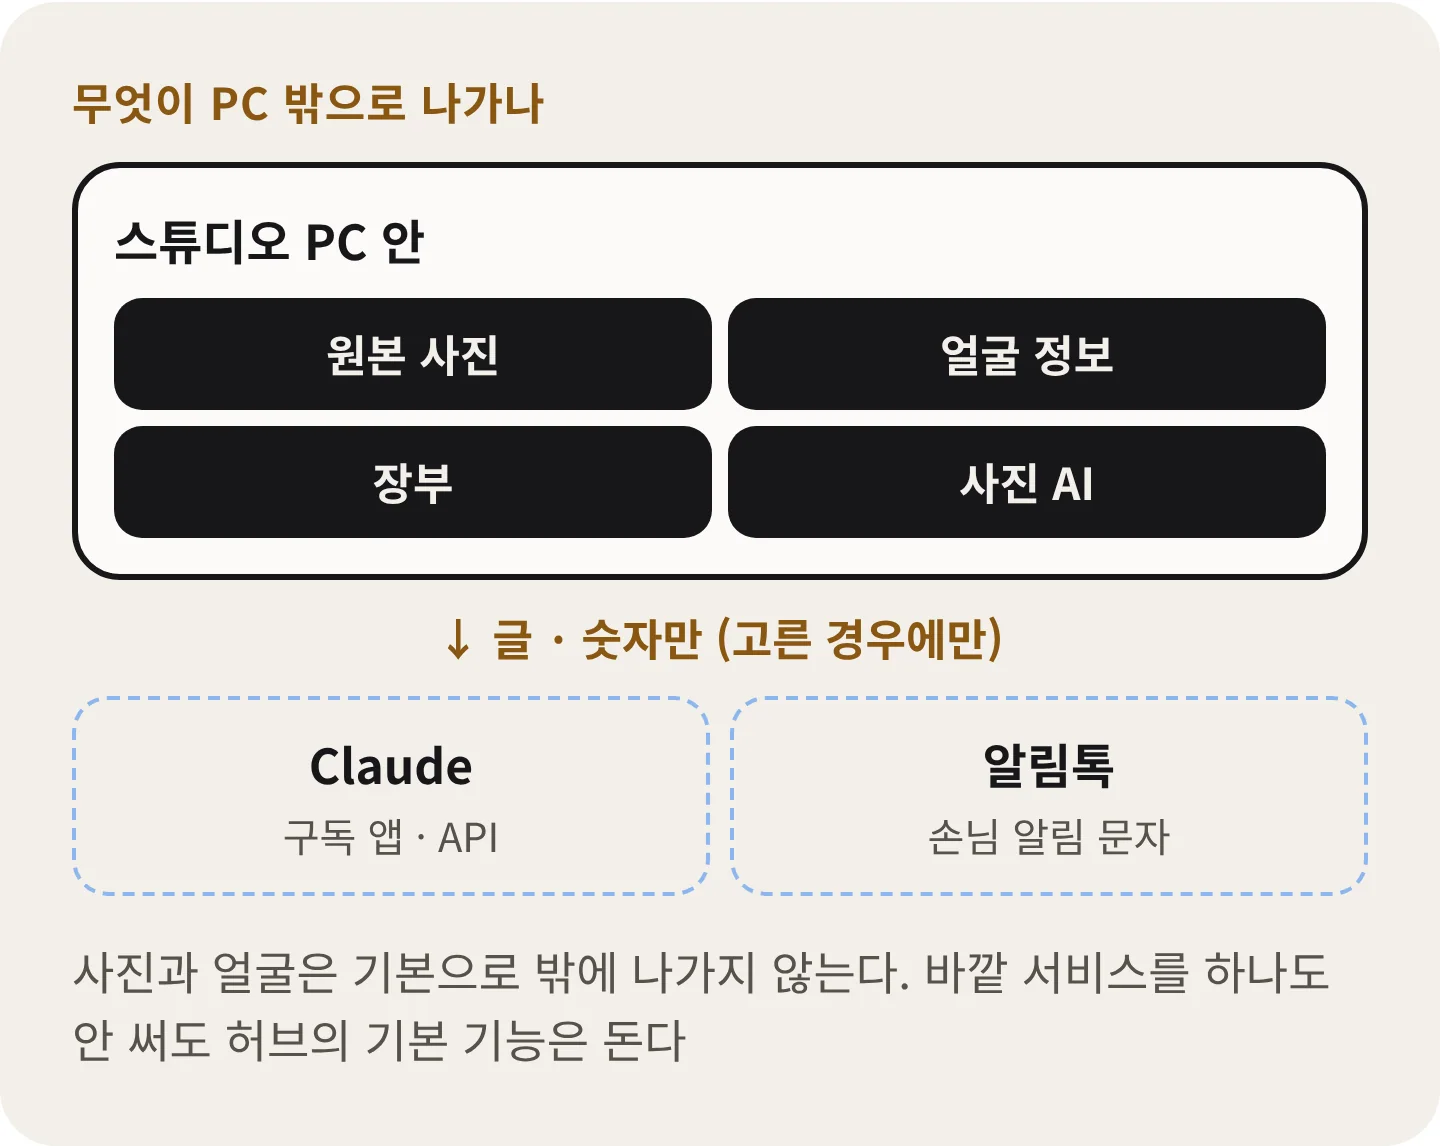 무엇이 PC 밖으로 나가나
스튜디오 PC 안
원본 사진
얼굴 정보
장부
사진 AI
↓ 글 · 숫자만 (고른 경우에만)
Claude
구독 앱 · API
알림톡
손님 알림 문자
사진과 얼굴은 기본으로 밖에 나가지 않는다. 바깥 서비스를 하나도
안 써도 허브의 기본 기능은 돈다